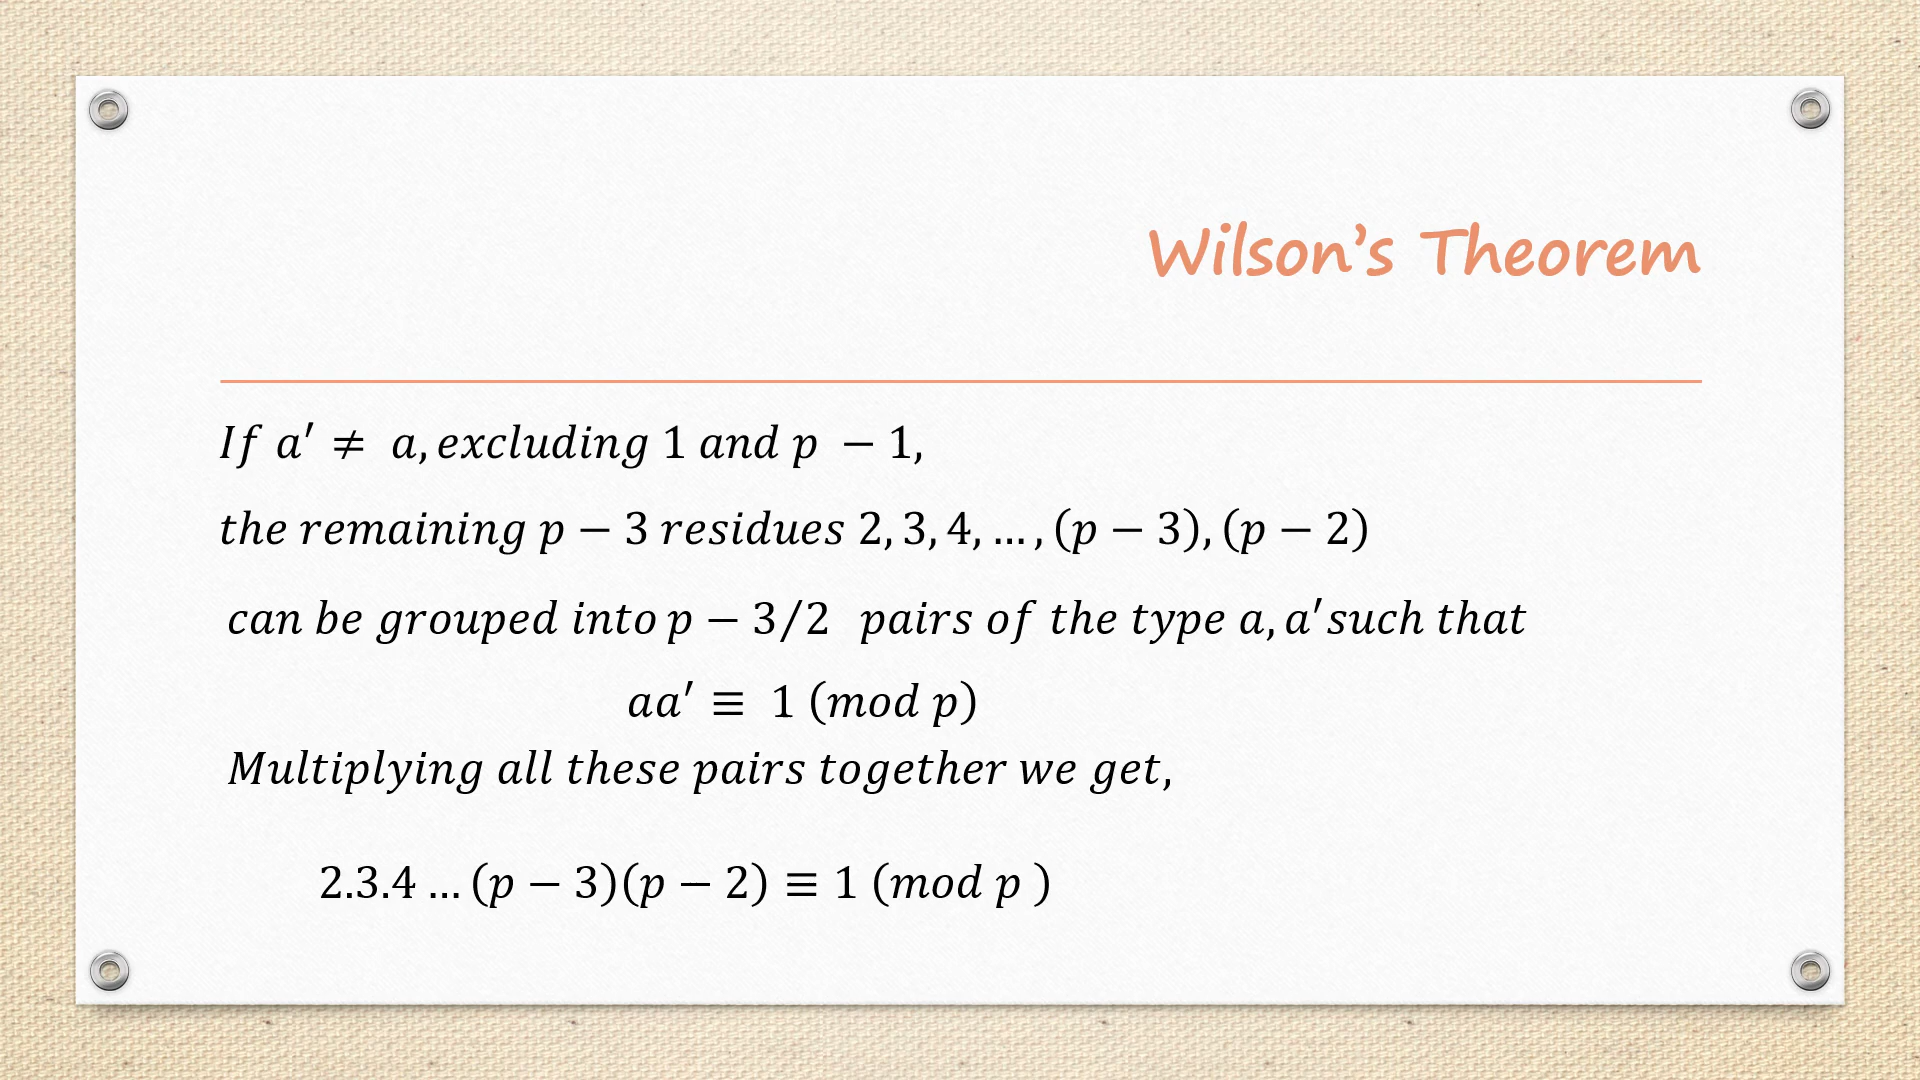 Wilson’s Theorem
If a′ ≠ a, excluding 1 and p − 1,
the remaining p − 3 residues 2, 3, 4, … , (p − 3), (p − 2)
can be grouped into p − 3/2 pairs of the type a, a′such that
aa′ ≡ 1 (mod p)
Multiplying all these pairs together we get,
2.3.4 … (p − 3)(p − 2) ≡ 1 (mod p )